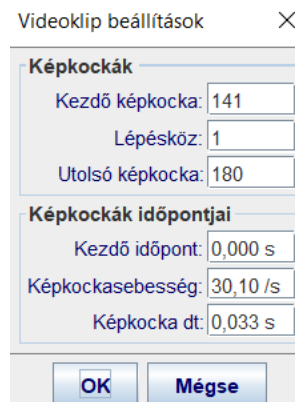 Videoklip beállítások
Képkockák
Kezdő képkocka: 141
Lépésköz: 1
Utolsó képkocka: 180
Képkockák időpontjai
Kezdő időpont: 0,000 s
Képkockasebesség: 30,10 /s
Képkocka dt: 0,033 s
OK Mégse